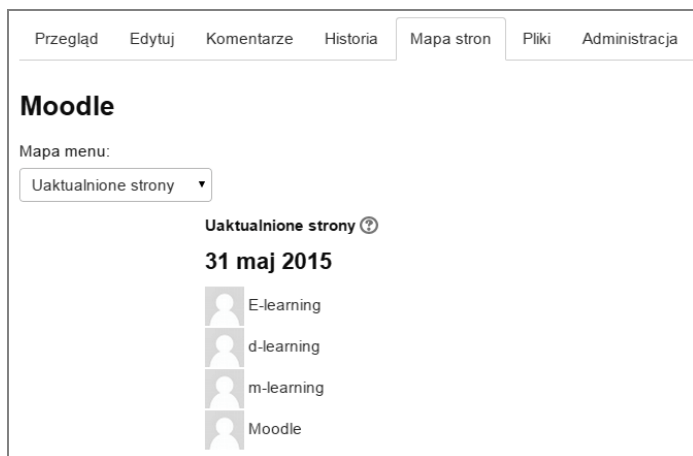 Przegląd Edytuj Komentarze Historia Mapa stron Pliki Administracja
Moodle
Mapa menu:
Uaktualnione strony
Uaktualnione strony
31 maj 2015
E-learning
d-learning
m-learning
Moodle